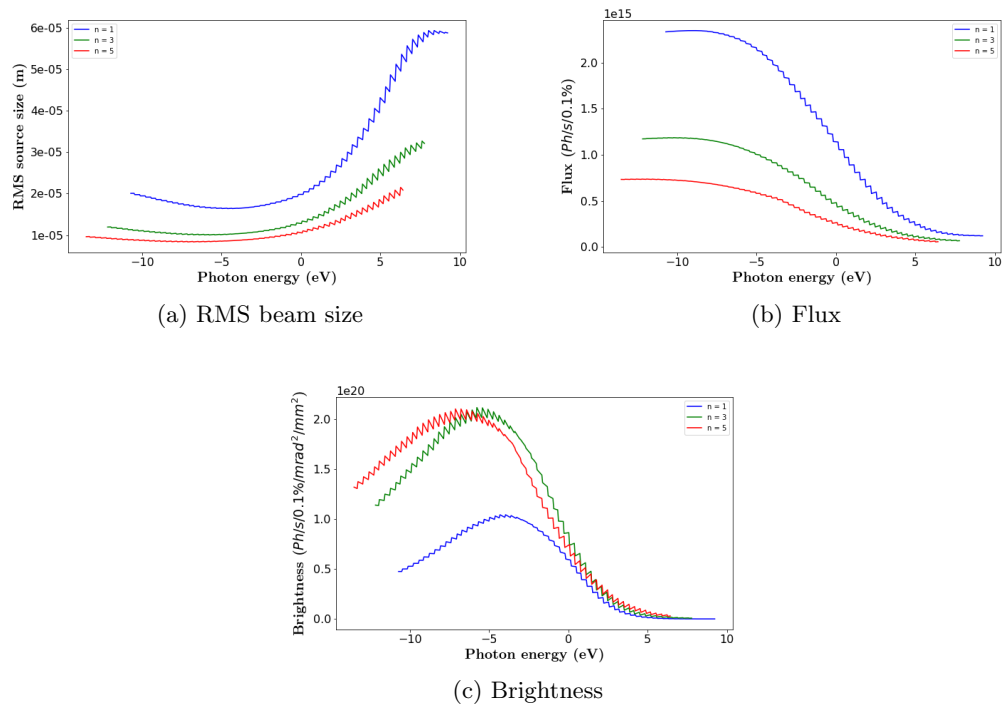 6e-05
5e-05
4e-05
3e-05
2e-05
1e-05
RMS source size (m)
n = 1
n = 3
n = 5
−10
−5
0
5
10
Photon energy (eV)
(a) RMS beam size
1e15
2.0
1.5
1.0
0.5
0.0
Flux (Ph/s/0.1%)
n = 1
n = 3
n = 5
−10
−5
0
5
10
Photon energy (eV)
(b) Flux
1e20
2.0
1.5
1.0
0.5
0.0
Brightness (Ph/s/0.1%/mrad²/mm²)
n = 1
n = 3
n = 5
−10
−5
0
5
10
Photon energy (eV)
(c) Brightness